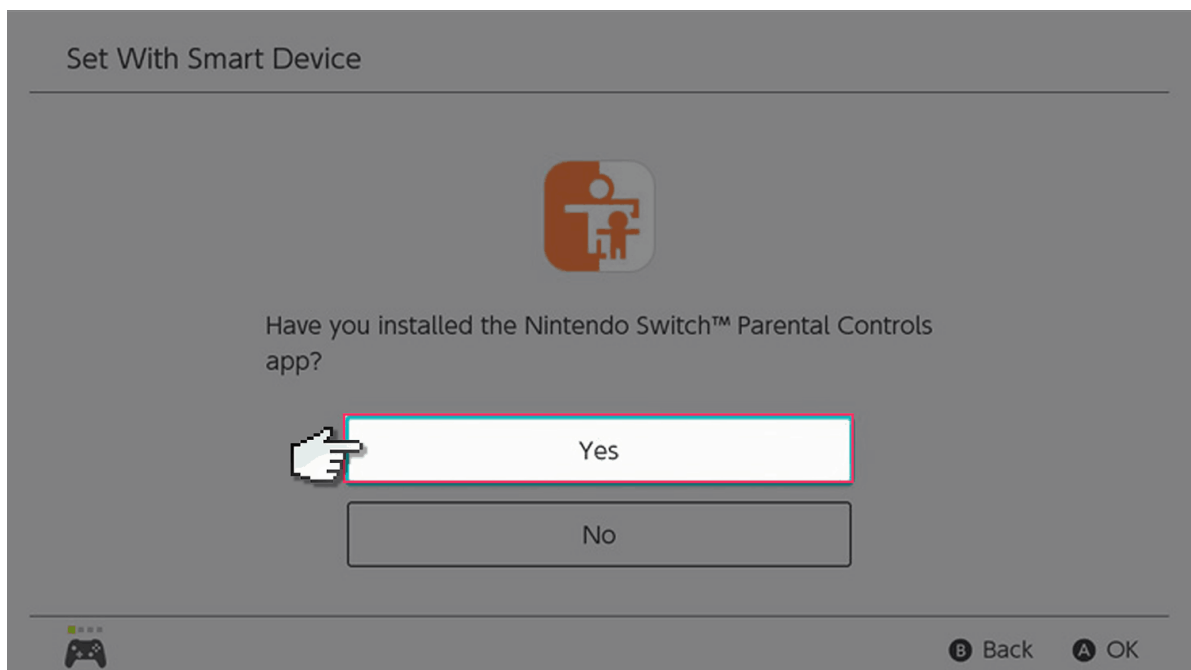 Set With Smart Device
Have you installed the Nintendo Switch™ Parental Controls
app?
Yes
No
B Back A OK